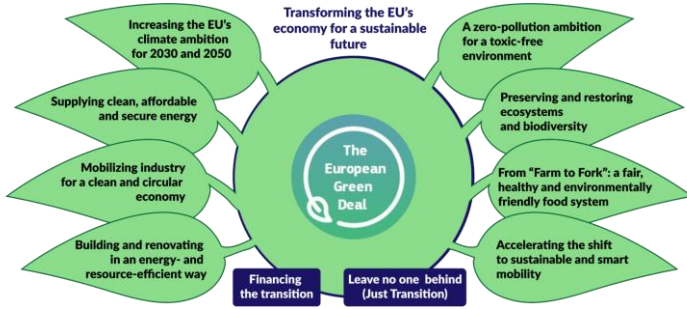 Transforming the EU's
economy for a sustainable
future
Increasing the EU's
climate ambition
for 2030 and 2050
Supplying clean, affordable
and secure energy
Mobilizing industry
for a clean and circular
economy
Building and renovating
in an energy- and
resource-efficient way
The
European
Green
Deal
A zero-pollution ambition
for a toxic-free
environment
Preserving and restoring
ecosystems
and biodiversity
From “Farm to Fork”: a fair,
healthy and environmentally
friendly food system
Accelerating the shift
to sustainable and smart
mobility
Financing
the transition
Leave no one behind
(Just Transition)